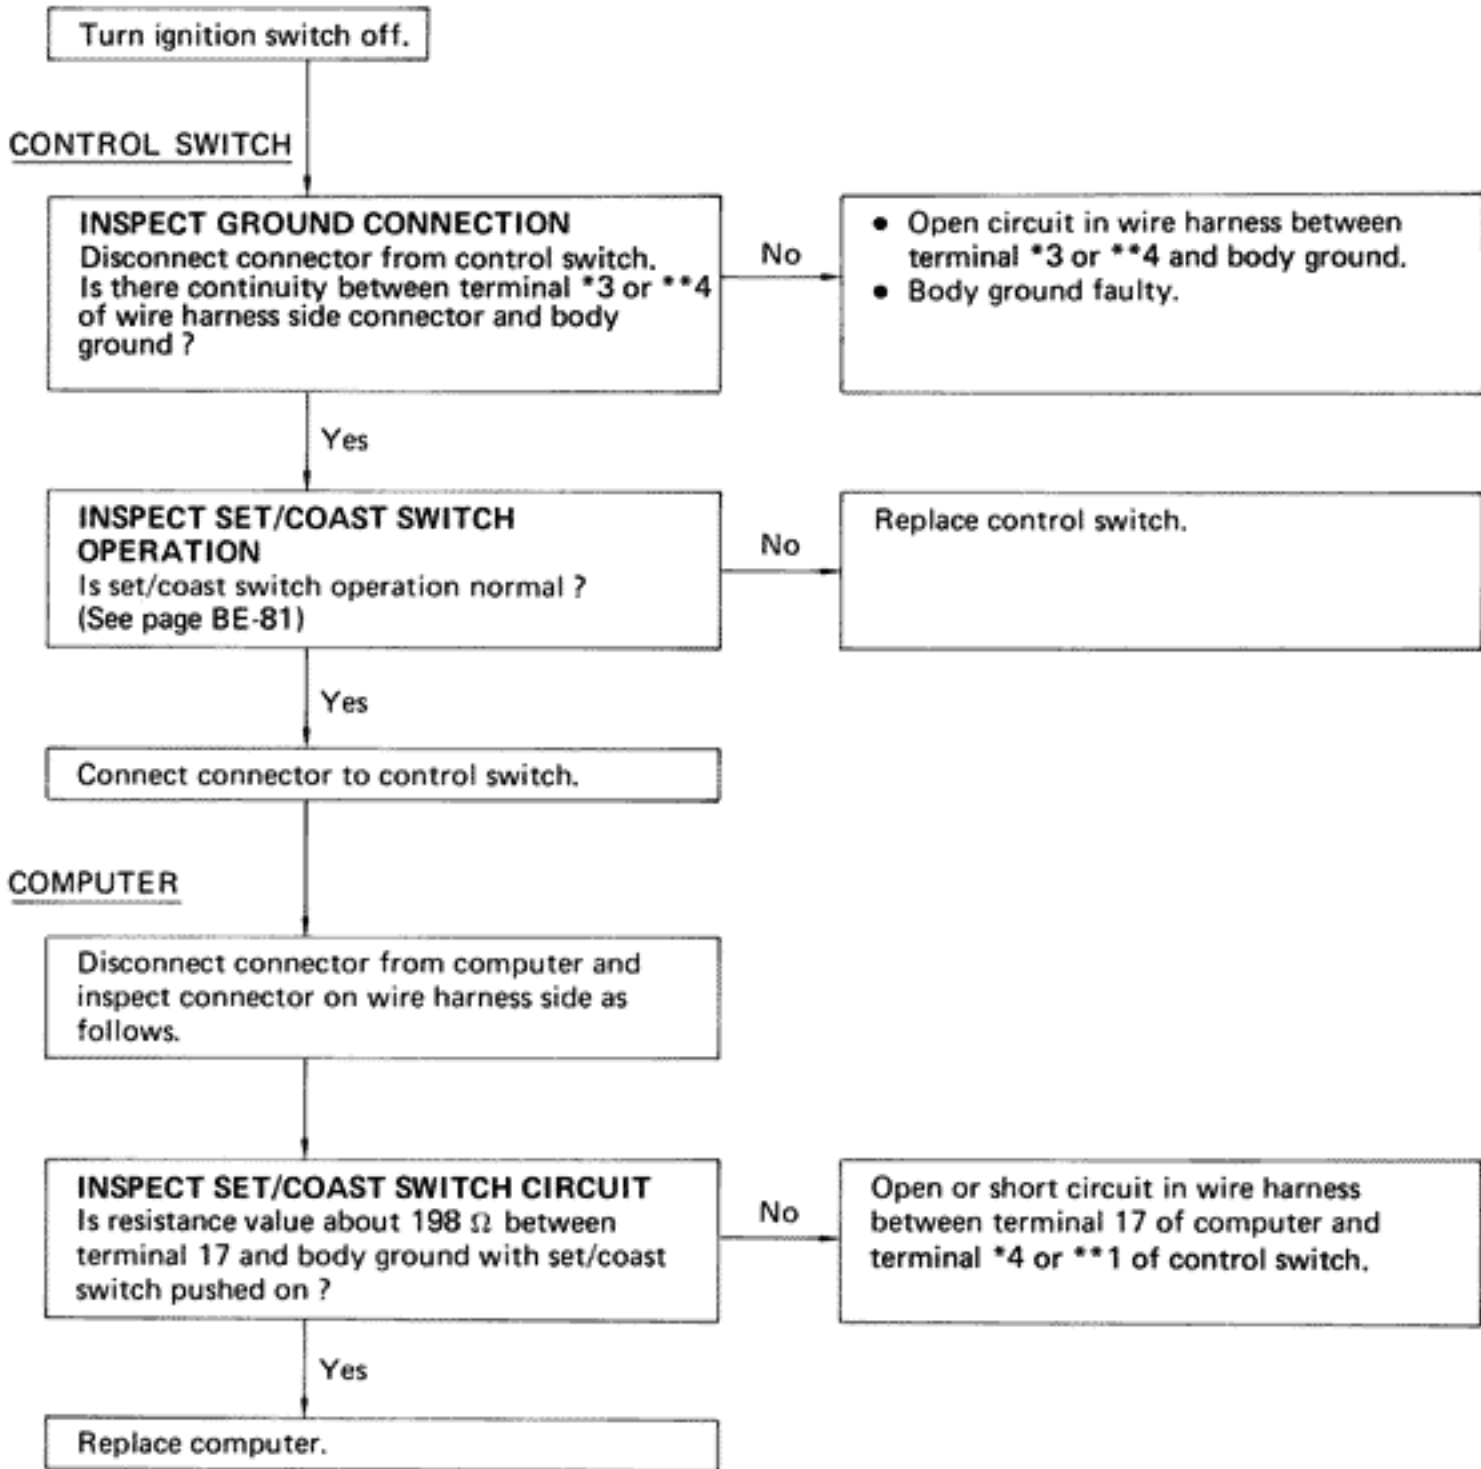 Turn ignition switch off.
CONTROL SWITCH
INSPECT GROUND CONNECTION
Disconnect connector from control switch.
Is there continuity between terminal *3 or **4
of wire harness side connector and body
ground ?
No
● Open circuit in wire harness between
terminal *3 or **4 and body ground.
● Body ground faulty.
Yes
INSPECT SET/COAST SWITCH
OPERATION
Is set/coast switch operation normal ?
(See page BE-81)
No
Replace control switch.
Yes
Connect connector to control switch.
COMPUTER
Disconnect connector from computer and
inspect connector on wire harness side as
follows.
INSPECT SET/COAST SWITCH CIRCUIT
Is resistance value about 198 Ω between
terminal 17 and body ground with set/coast
switch pushed on ?
No
Open or short circuit in wire harness
between terminal 17 of computer and
terminal *4 or **1 of control switch.
Yes
Replace computer.